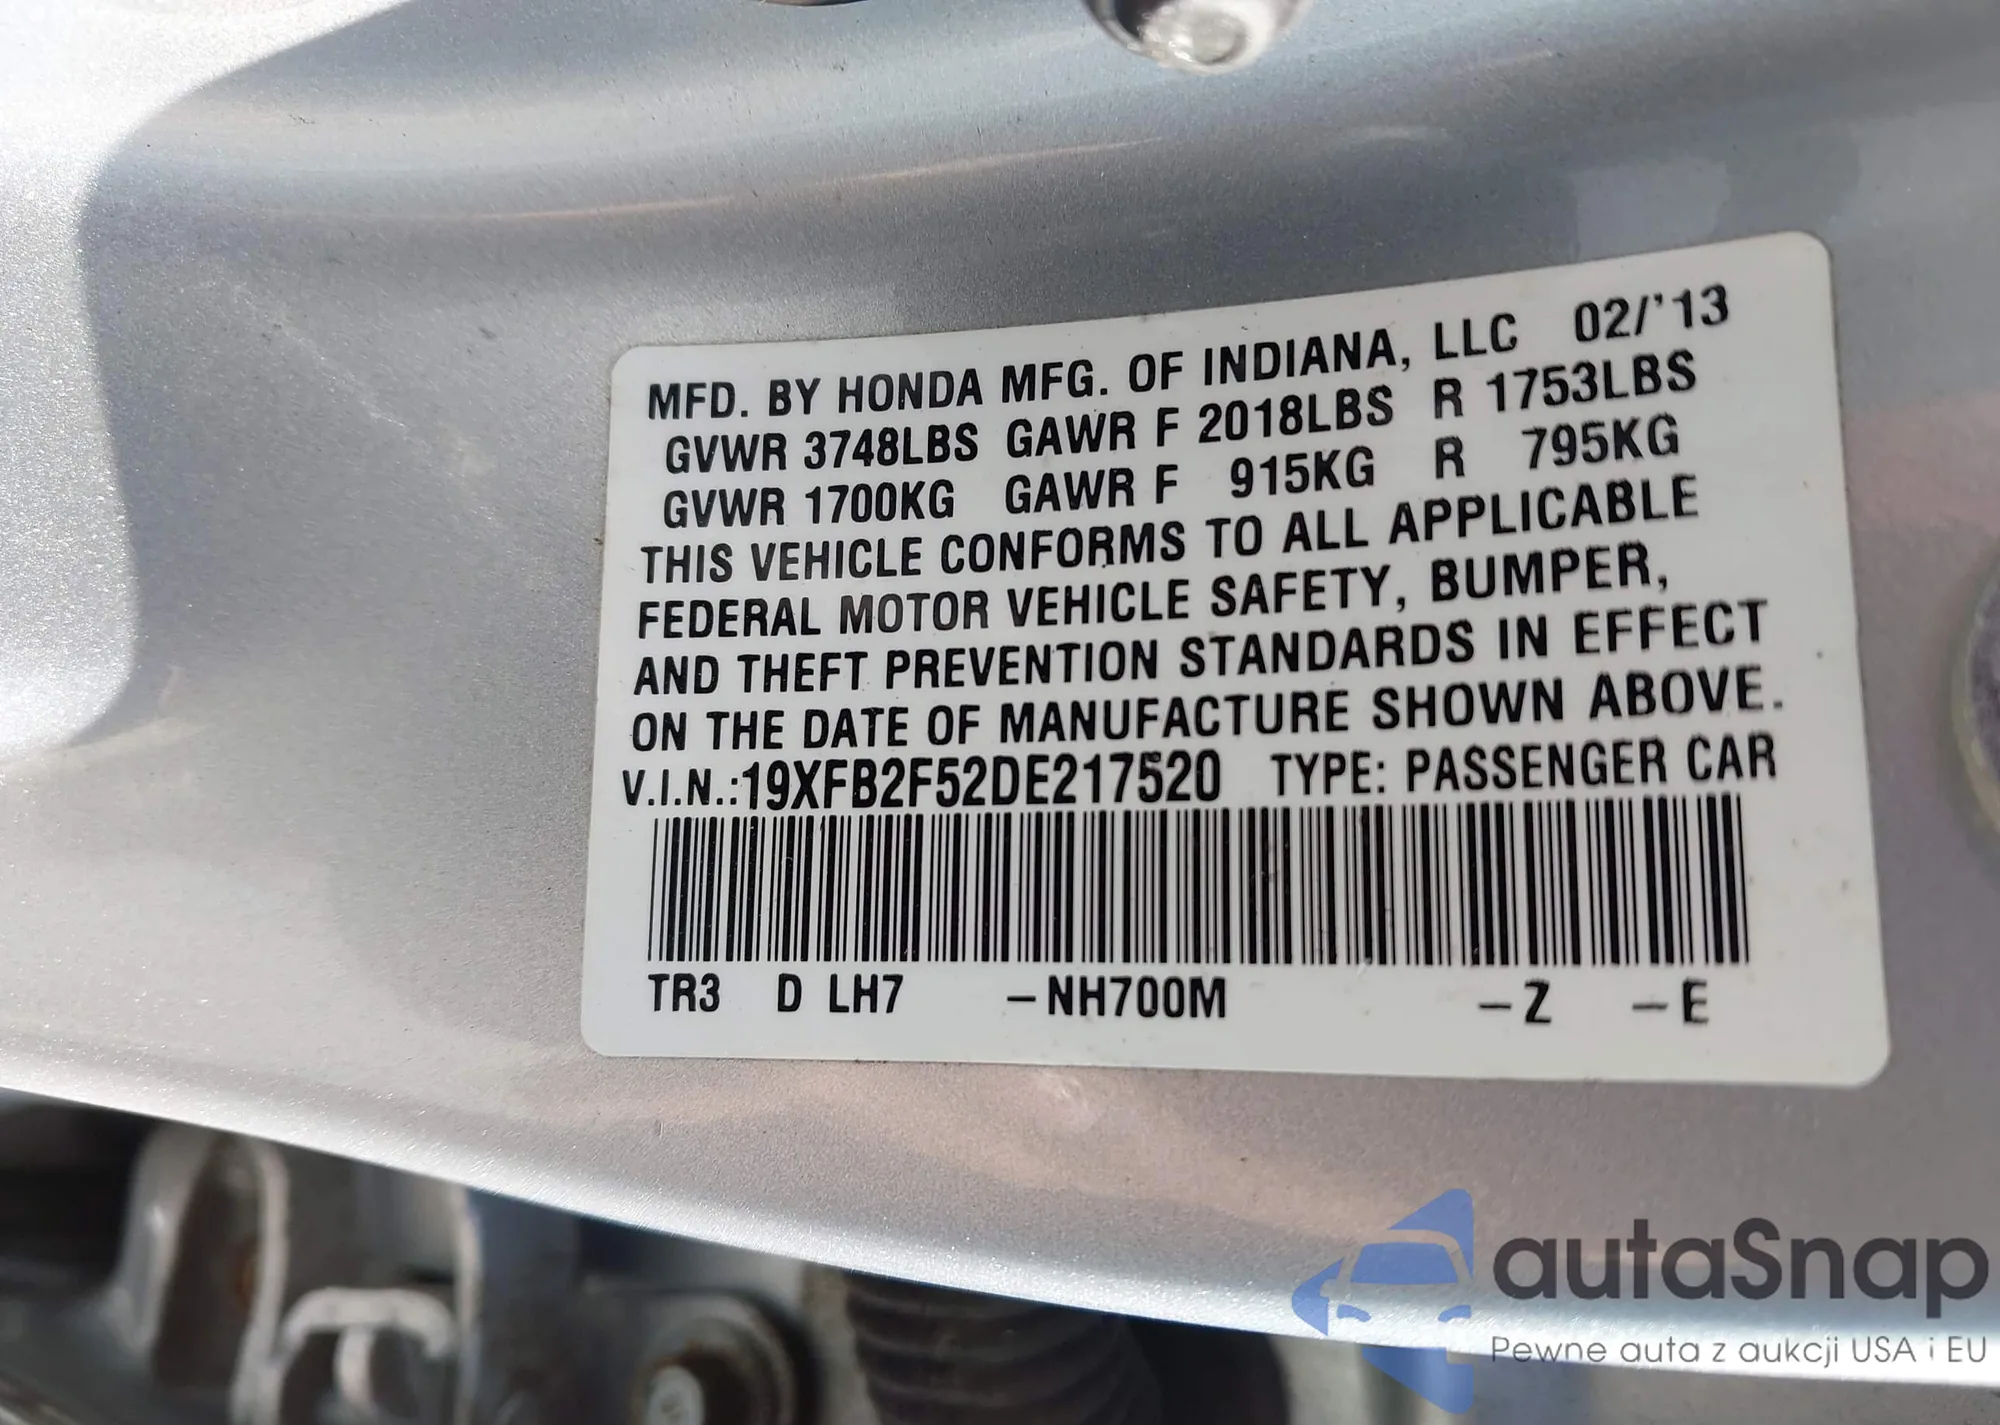 MFD. BY HONDA MFG. OF INDIANA, LLC 02/'13
GVWR 3748LBS GAWR F 2018LBS R 1753LBS
GVWR 1700KG GAWR F 915KG R 795KG
THIS VEHICLE CONFORMS TO ALL APPLICABLE
FEDERAL MOTOR VEHICLE SAFETY, BUMPER,
AND THEFT PREVENTION STANDARDS IN EFFECT
ON THE DATE OF MANUFACTURE SHOWN ABOVE.
V.I.N.:19XFB2F52DE217520 TYPE: PASSENGER CAR
TR3 D LH7 –NH700M –Z –E
autaSnap
Pewne auta z aukcji USA i EU